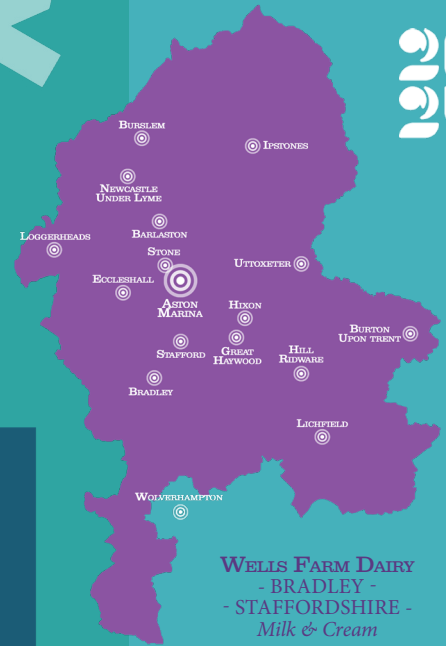 Burslem
Ipstones
Newcastle
Under Lyme
Barlaston
Loggerheads
Stone
Uttoxeter
Eccleshall
Aston
Marina
Hixon
Burton
Upon Trent
Stafford
Great
Haywood
Hill
Ridware
Bradley
Lichfield
Wolverhampton
Wells Farm Dairy
- BRADLEY -
- STAFFORDSHIRE -
Milk & Cream